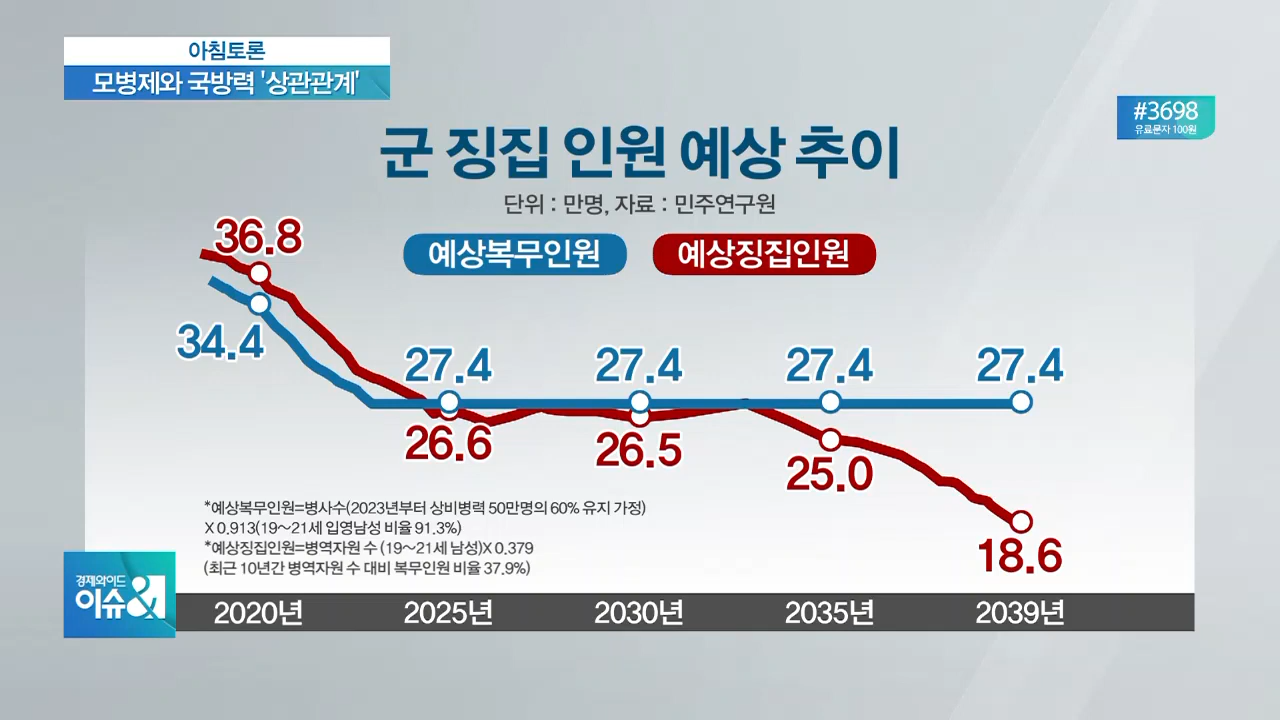 아침토론
모병제와 국방력 '상관관계'
#3698
유료문자 100원
군 징집 인원 예상 추이
단위 : 만명, 자료 : 민주연구원
예상복무인원
예상징집인원
36.8
34.4
27.4
27.4
27.4
27.4
26.6
26.5
25.0
18.6
*예상복무인원=병사수(2023년부터 상비병력 50만명의 60% 유지 가정)
X 0.913(19~21세 입영남성 비율 91.3%)
*예상징집인원=병역자원 수 (19~21세 남성)X 0.379
(최근 10년간 병역자원 수 대비 복무인원 비율 37.9%)
경제와이드
이슈&
2020년
2025년
2030년
2035년
2039년